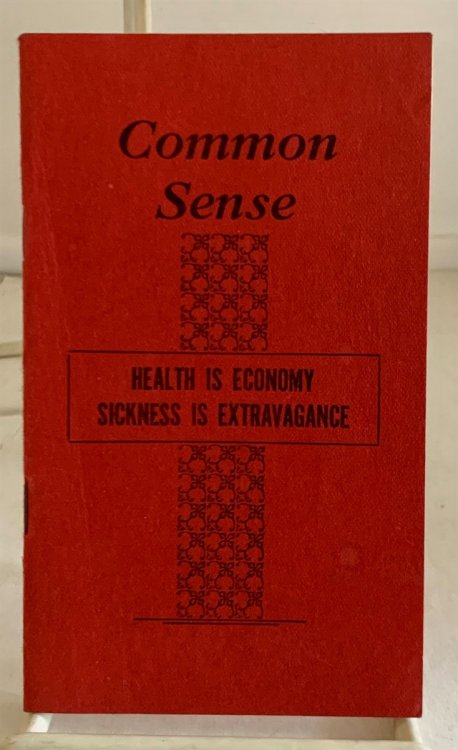 Common
Sense
HEALTH IS ECONOMY
SICKNESS IS EXTRAVAGANCE